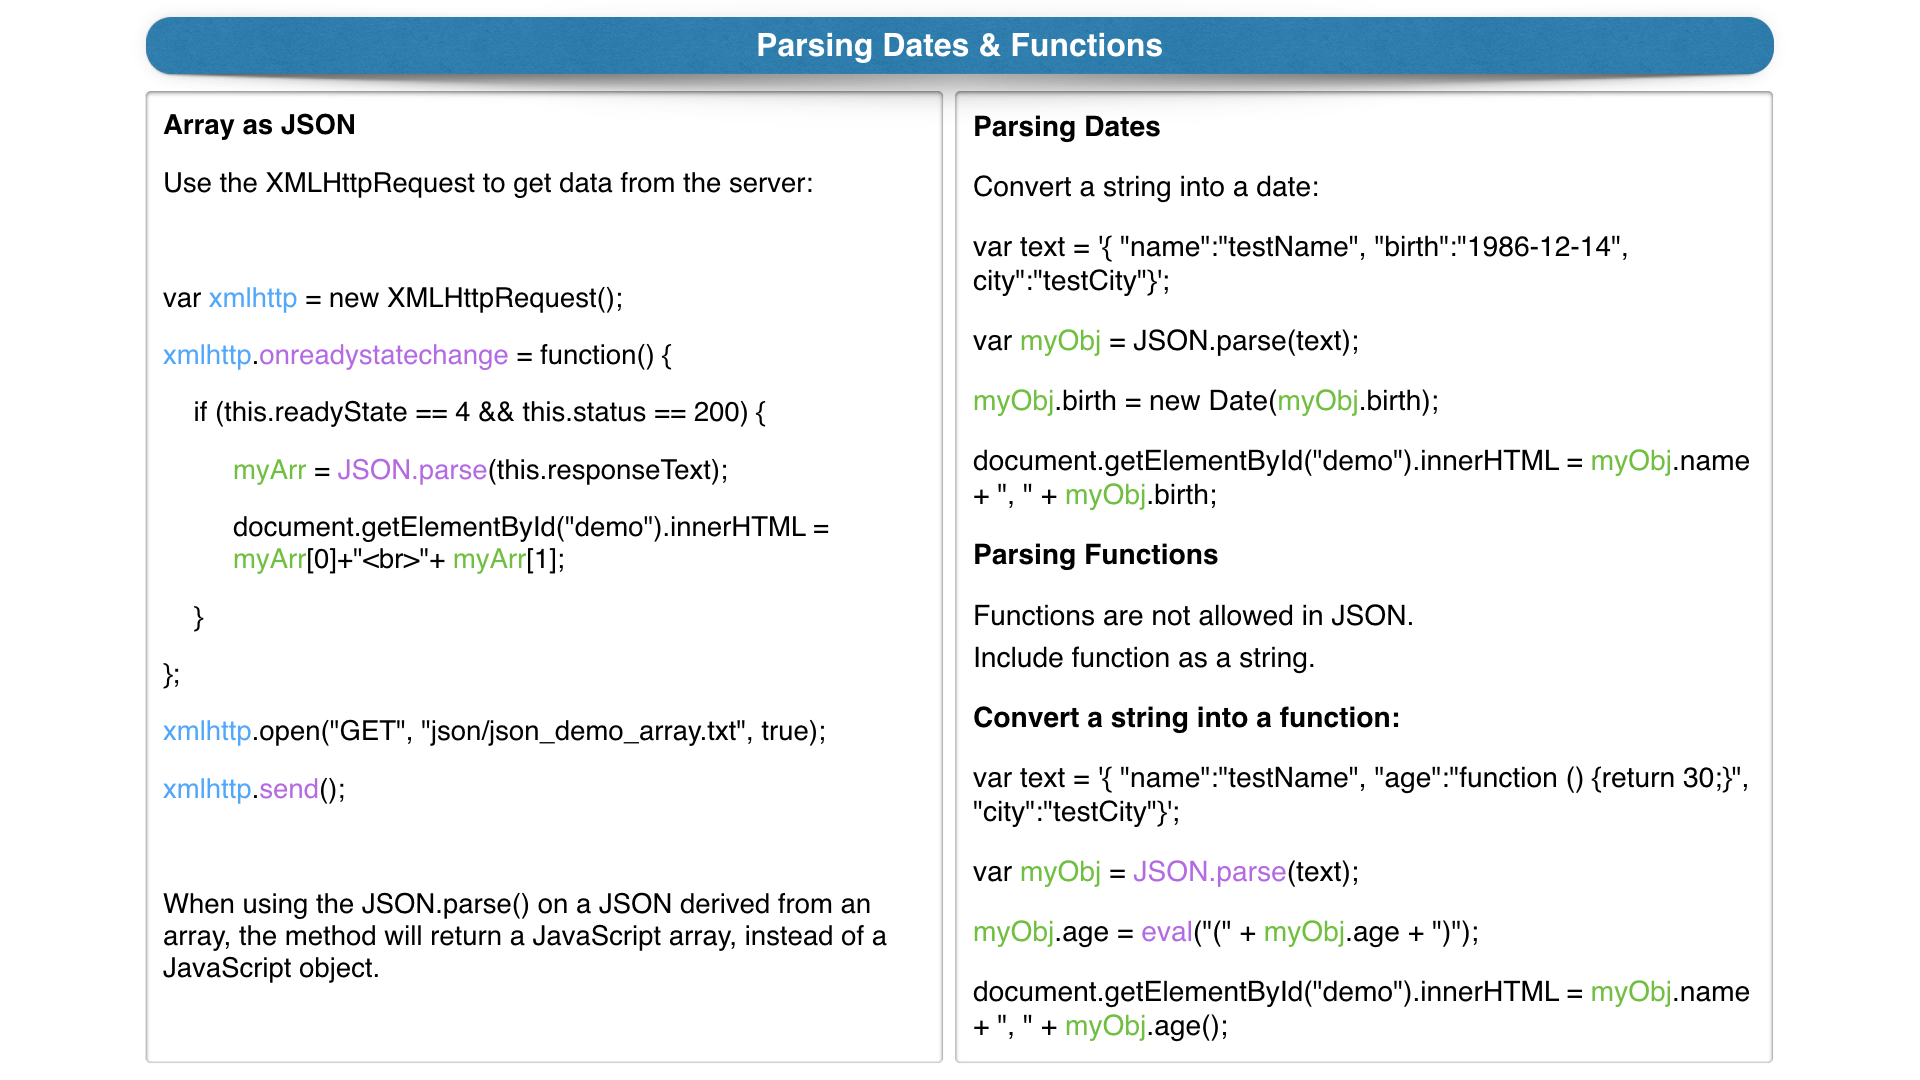 Parsing Dates & Functions
Array as JSON
Use the XMLHttpRequest to get data from the server:
var xmlhttp = new XMLHttpRequest();
xmlhttp.onreadystatechange = function() {
if (this.readyState == 4 && this.status == 200) {
myArr = JSON.parse(this.responseText);
document.getElementById("demo").innerHTML =
myArr[0]+"<br>"+ myArr[1];
}
};
xmlhttp.open("GET", "json/json_demo_array.txt", true);
xmlhttp.send();
When using the JSON.parse() on a JSON derived from an
array, the method will return a JavaScript array, instead of a
JavaScript object.
Parsing Dates
Convert a string into a date:
var text = '{ "name":"testName", "birth":"1986-12-14",
city":"testCity"}';
var myObj = JSON.parse(text);
myObj.birth = new Date(myObj.birth);
document.getElementById("demo").innerHTML = myObj.name
+ ", " + myObj.birth;
Parsing Functions
Functions are not allowed in JSON.
Include function as a string.
Convert a string into a function:
var text = '{ "name":"testName", "age":"function () {return 30;}",
"city":"testCity"}';
var myObj = JSON.parse(text);
myObj.age = eval("(" + myObj.age + ")");
document.getElementById("demo").innerHTML = myObj.name
+ ", " + myObj.age();